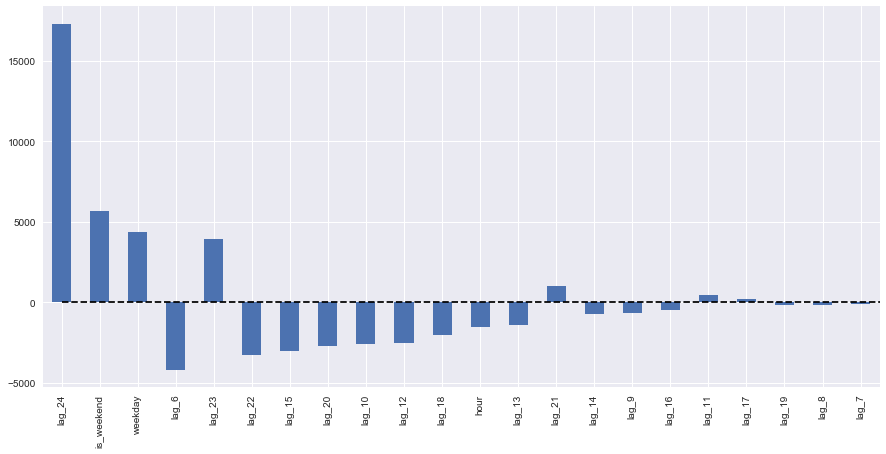 15000
10000
5000
0
−5000
lag_24
is_weekend
weekday
lag_6
lag_23
lag_22
lag_15
lag_20
lag_10
lag_12
lag_18
hour
lag_13
lag_21
lag_14
lag_9
lag_16
lag_11
lag_17
lag_19
lag_8
lag_7